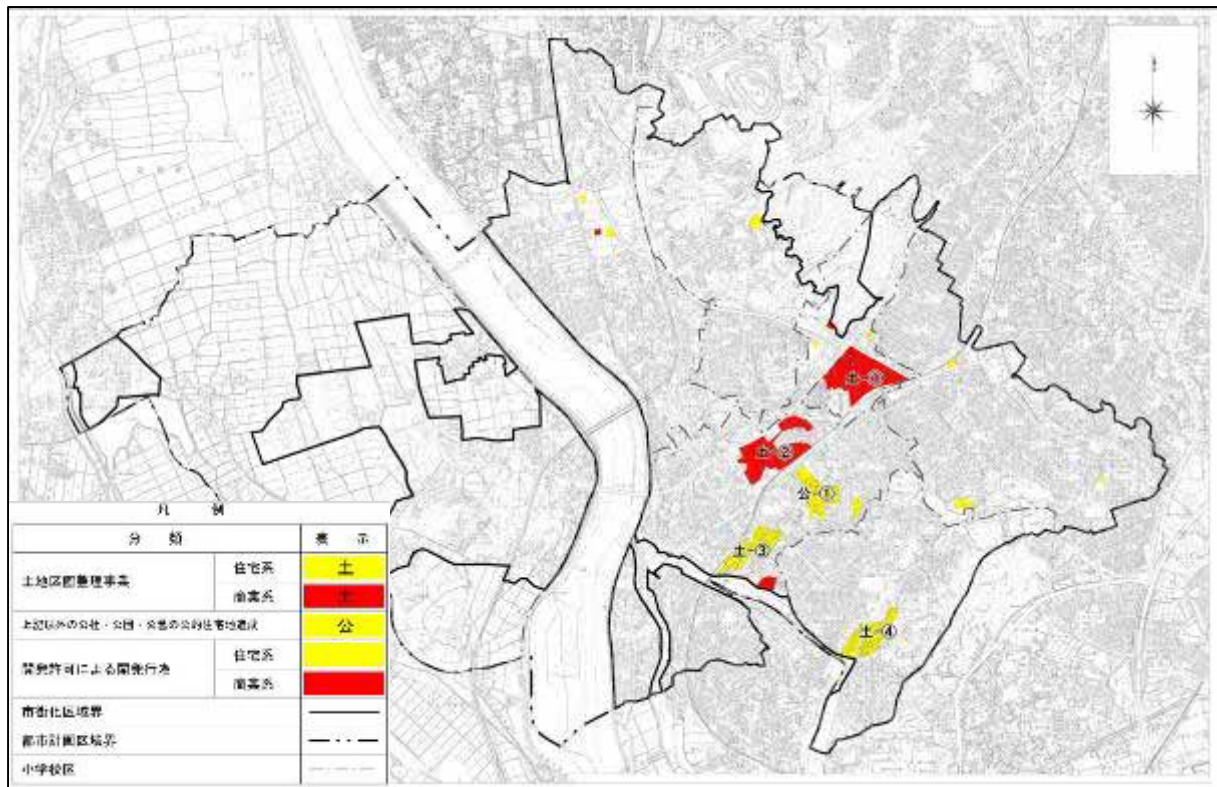 土-①
土-②
公-①
土-③
土-④
凡 例
分 類 表 示
土地区画整理事業
住宅系 土
商業系 土
上記以外の公社・公団・公営の公的住宅地造成 公
開発許可による開発行為
住宅系
商業系
市街化区域界
都市計画区域界
小学校区